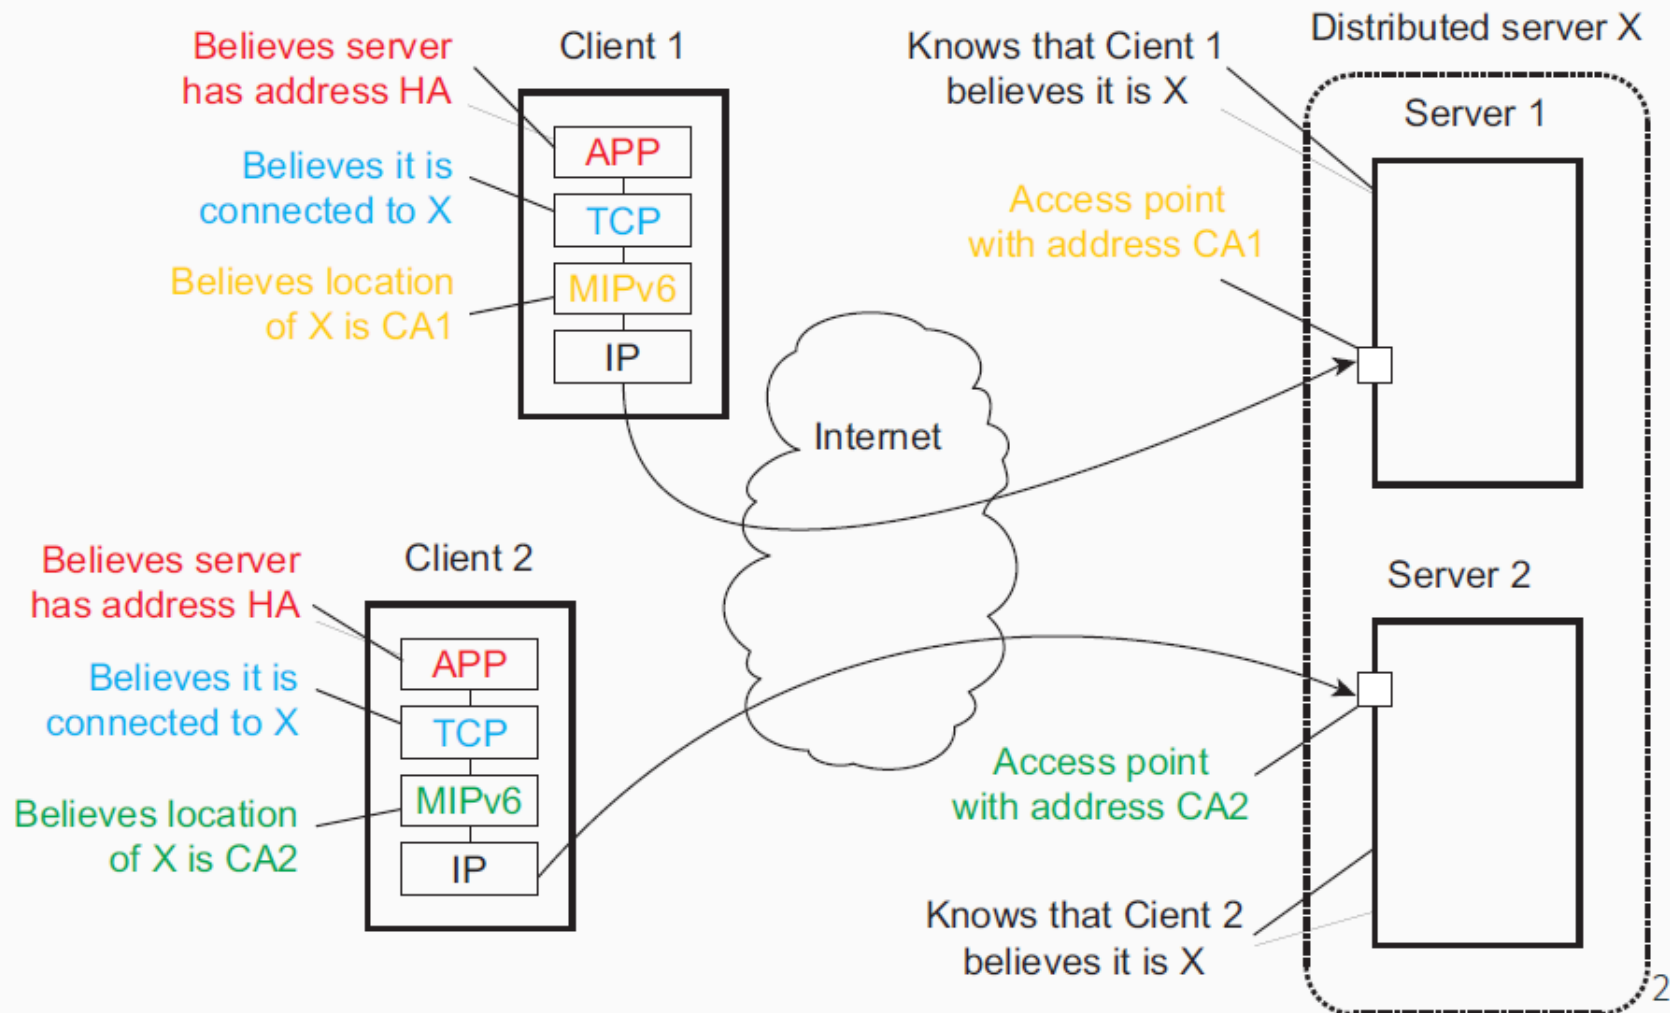 Believes server
has address HA
Client 1
Believes it is
connected to X
Believes location
of X is CA1
APP
TCP
MIPv6
IP
Knows that Cient 1
believes it is X
Distributed server X
Server 1
Access point
with address CA1
Internet
Believes server
has address HA
Client 2
Believes it is
connected to X
Believes location
of X is CA2
APP
TCP
MIPv6
IP
Server 2
Access point
with address CA2
Knows that Cient 2
believes it is X
2